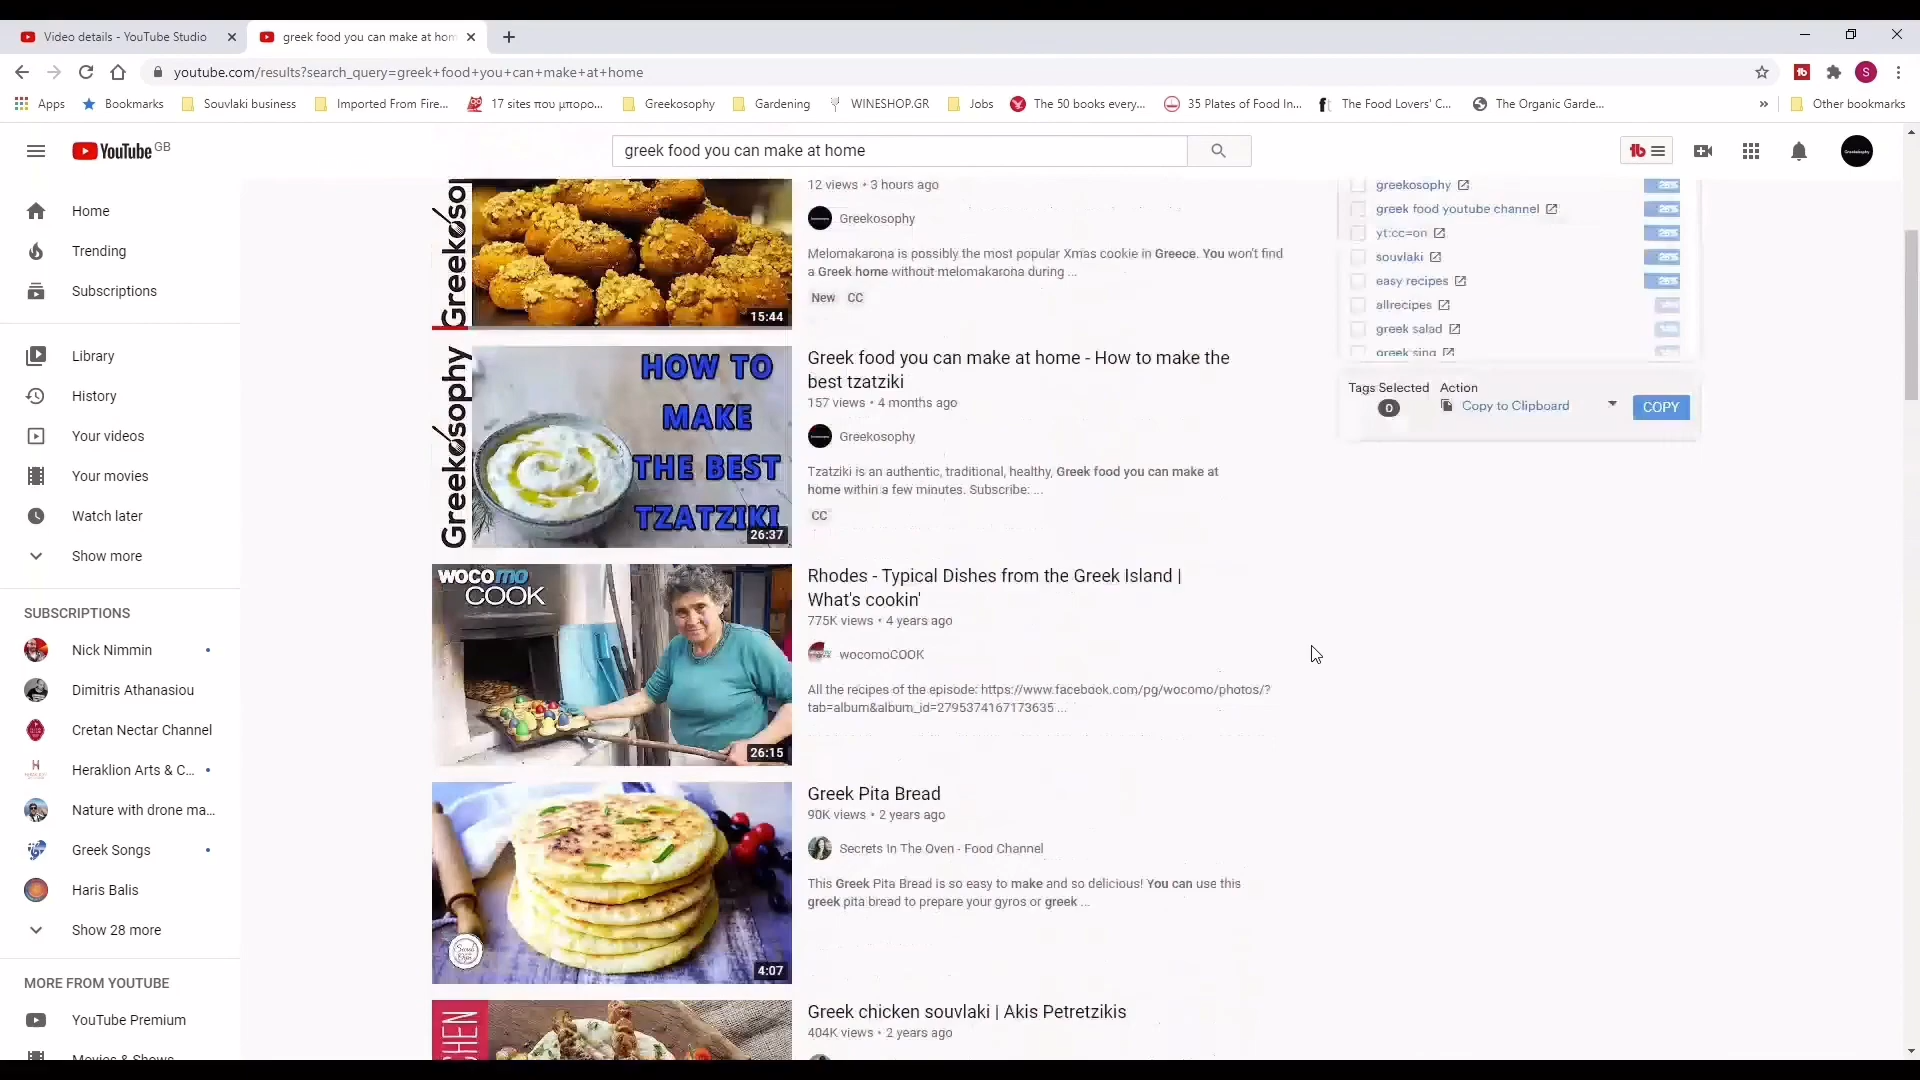 Video details - YouTube Studio
greek food you can make at hom
youtube.com/results?search_query=greek+food+you+can+make+at+home
S
Apps
Bookmarks
Souvlaki business
Imported From Fire...
17 sites που μπορο...
Greekosophy
Gardening
WINESHOP.GR
Jobs
The 50 books every...
35 Plates of Food In...
The Food Lovers' C...
The Organic Garde...
Other bookmarks
YouTube GB
greek food you can make at home
Home
Trending
Subscriptions
Library
History
Your videos
Your movies
Watch later
Show more
SUBSCRIPTIONS
Nick Nimmin
Dimitris Athanasiou
Cretan Nectar Channel
Heraklion Arts & C...
Nature with drone ma...
Greek Songs
Haris Balis
Show 28 more
MORE FROM YOUTUBE
YouTube Premium
Movies & Shows
15:44
12 views • 3 hours ago
Greekosophy
Melomakarona is possibly the most popular Xmas cookie in Greece. You won't find
a Greek home without melomakarona during ...
New CC
Greekosophy
HOW TO
MAKE
THE BEST
TZATZIKI
26:37
Greek food you can make at home - How to make the
best tzatziki
157 views • 4 months ago
Greekosophy
Tzatziki is an authentic, traditional, healthy, Greek food you can make at
home within a few minutes. Subscribe: ...
CC
WOCOMO
COOK
26:15
Rhodes - Typical Dishes from the Greek Island |
What's cookin'
775K views • 4 years ago
wocomoCOOK
All the recipes of the episode: https://www.facebook.com/pg/wocomo/photos/?
tab=album&album_id=2795374167173635 ...
4:07
Greek Pita Bread
90K views • 2 years ago
Secrets In The Oven - Food Channel
This Greek Pita Bread is so easy to make and so delicious! You can use this
greek pita bread to prepare your gyros or greek ...
Greek chicken souvlaki | Akis Petretzikis
404K views • 2 years ago
greekosophy
greek food youtube channel
yt:cc=on
souvlaki
easy recipes
allrecipes
greek salad
greek sing
Tags Selected
0
Action
Copy to Clipboard
COPY